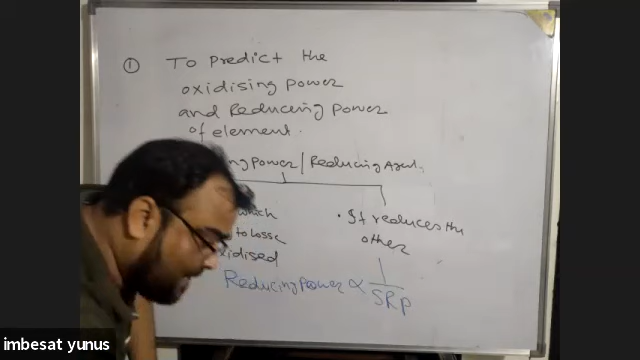 ① To predict the
oxidising power
and Reducing power
of element.
Power / Reducing Agent.
which
to Losse
• It reduces the
other
Reducing Power ∝ 1/SRP
imbesat yunus